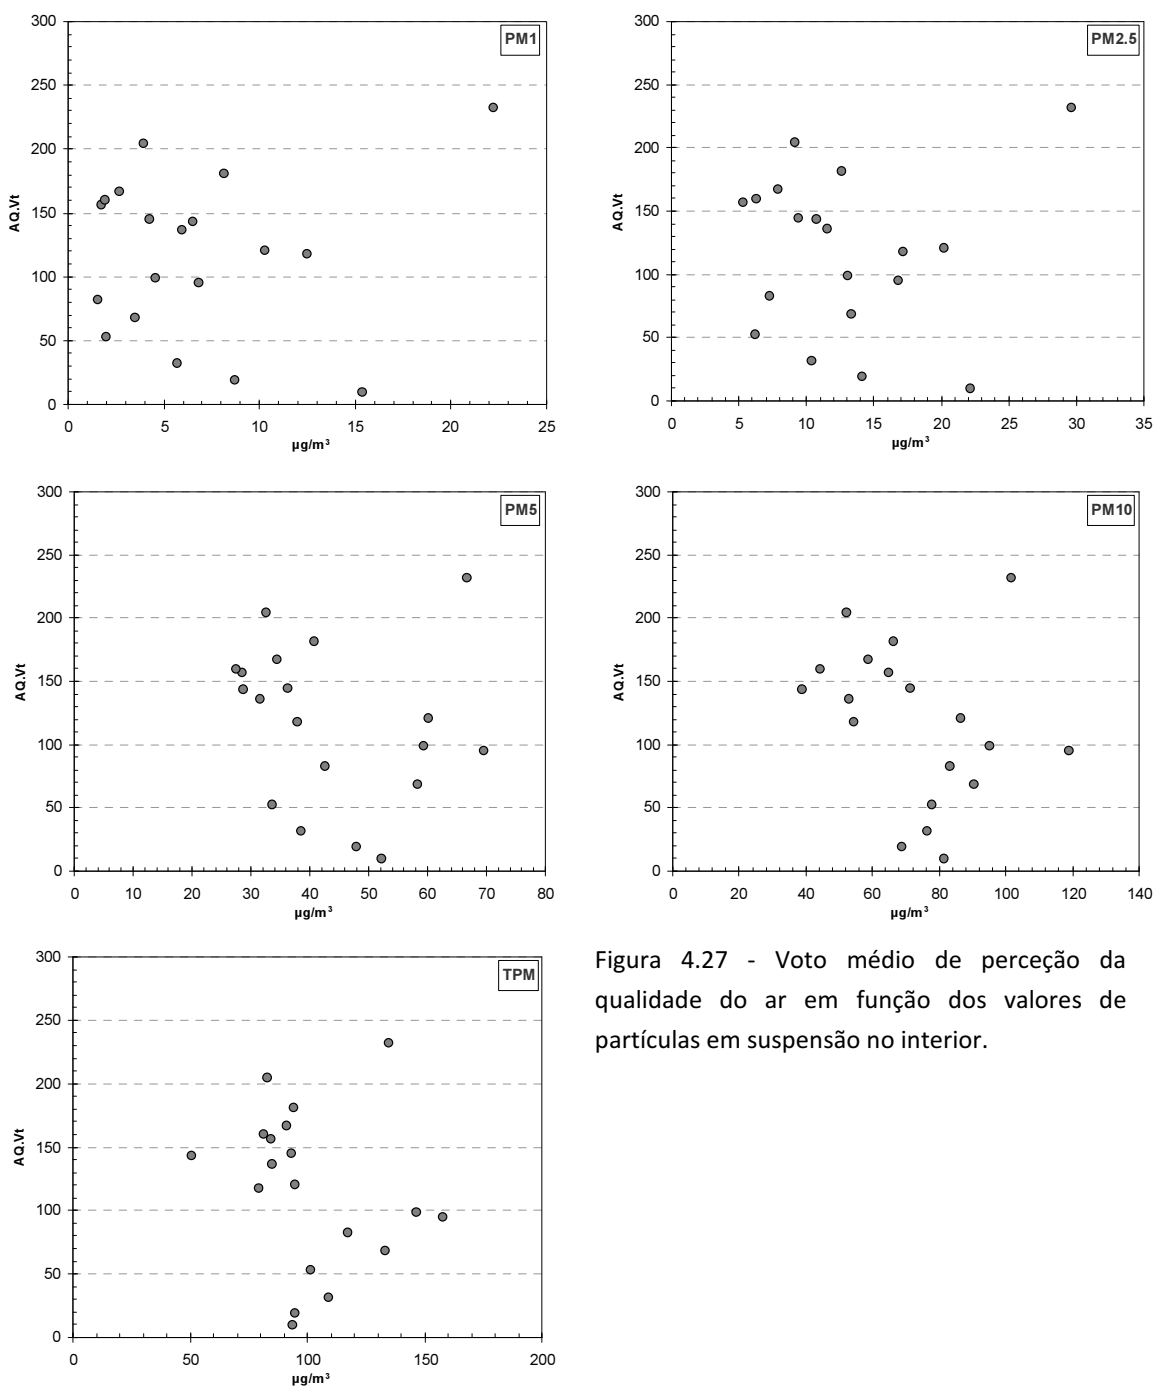 PM1
300
250
200
150
100
50
0
AQ.Vt
0 5 10 15 20 25
µg/m³
PM2.5
300
250
200
150
100
50
0
AQ.Vt
0 5 10 15 20 25 30 35
µg/m³
PM5
300
250
200
150
100
50
0
AQ.Vt
0 10 20 30 40 50 60 70 80
µg/m³
PM10
300
250
200
150
100
50
0
AQ.Vt
0 20 40 60 80 100 120 140
µg/m³
TPM
300
250
200
150
100
50
0
AQ.Vt
0 50 100 150 200
µg/m³
Figura 4.27 - Voto médio de perceção da
qualidade do ar em função dos valores de
partículas em suspensão no interior.